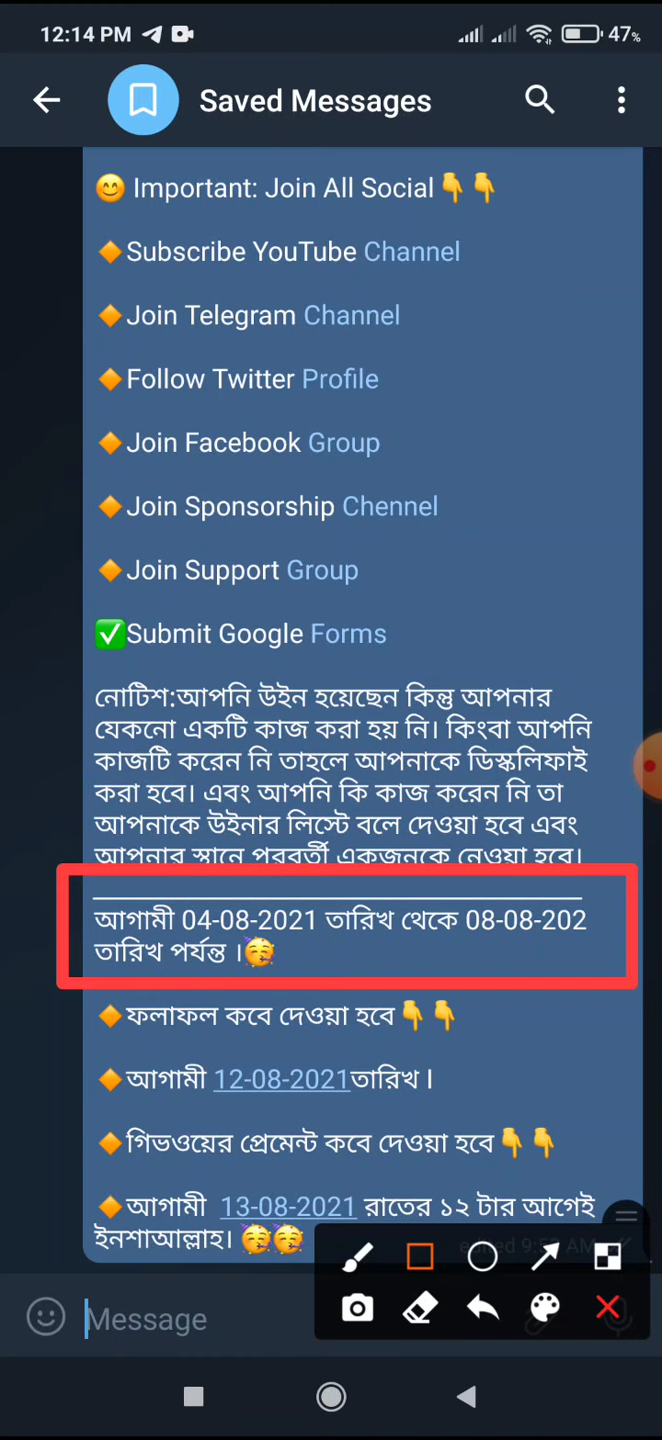 12:14 PM
47%
Saved Messages
😊 Important: Join All Social👇👇
🔶Subscribe YouTube Channel
🔶Join Telegram Channel
🔶Follow Twitter Profile
🔶Join Facebook Group
🔶Join Sponsorship Chennel
🔶Join Support Group
✅Submit Google Forms
নোটিশ:আপনি উইন হয়েছেন কিন্তু আপনার
যেকনো একটি কাজ করা হয় নি। কিংবা আপনি
কাজটি করেন নি তাহলে আপনাকে ডিস্কলিফাই
করা হবে। এবং আপনি কি কাজ করেন নি তা
আপনাকে উইনার লিস্টে বলে দেওয়া হবে এবং
আপনার স্তানে পরবর্তী একজনকে নেওয়া হবে।
আগামী 04-08-2021 তারিখ থেকে 08-08-202
তারিখ পর্যন্ত ।🥳
🔶ফলাফল কবে দেওয়া হবে👇👇
🔶আগামী 12-08-2021তারিখ l
🔶গিভওয়ের প্রেমেন্ট কবে দেওয়া হবে👇👇
🔶আগামী 13-08-2021 রাতের ১২ টার আগেই
ইনশাআল্লাহ। 🥳🥳
edited
Message